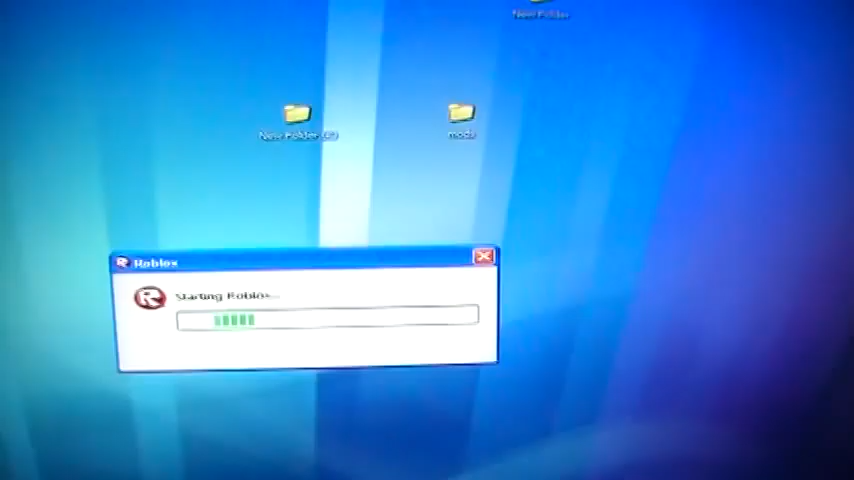 New Folder
New Folder (2)
mods
Roblox
Starting Roblox...